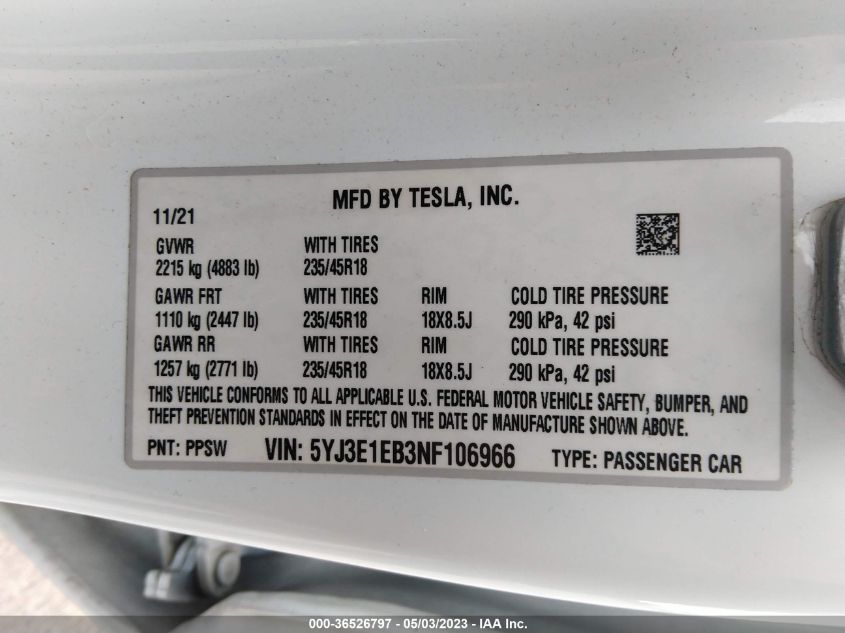 MFD BY TESLA, INC.
11/21
GVWR WITH TIRES
2215 kg (4883 lb) 235/45R18
GAWR FRT WITH TIRES RIM COLD TIRE PRESSURE
1110 kg (2447 lb) 235/45R18 18X8.5J 290 kPa, 42 psi
GAWR RR WITH TIRES RIM COLD TIRE PRESSURE
1257 kg (2771 lb) 235/45R18 18X8.5J 290 kPa, 42 psi
THIS VEHICLE CONFORMS TO ALL APPLICABLE U.S. FEDERAL MOTOR VEHICLE SAFETY, BUMPER, AND
THEFT PREVENTION STANDARDS IN EFFECT ON THE DATE OF MANUFACTURE SHOWN ABOVE.
PNT: PPSW VIN: 5YJ3E1EB3NF106966 TYPE: PASSENGER CAR
000-36526797 - 05/03/2023 - IAA, Inc.